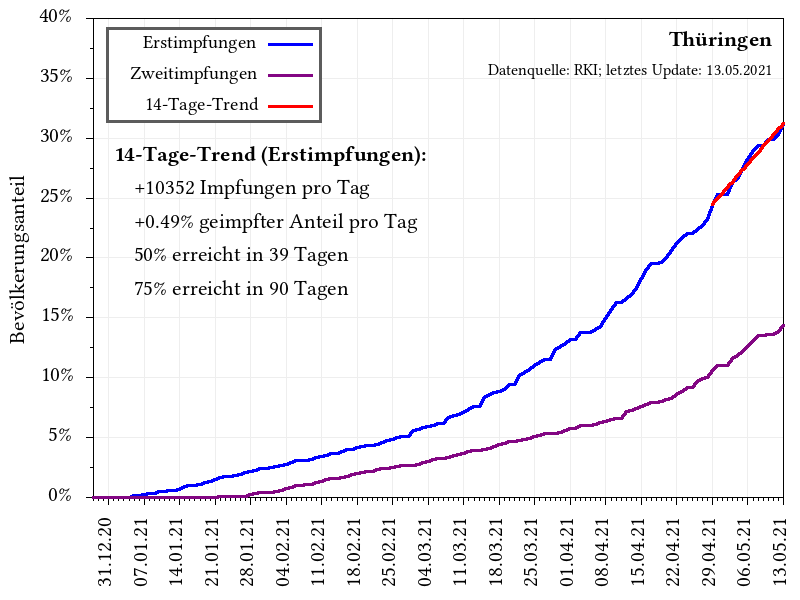 40%
35%
30%
25%
20%
15%
10%
5%
0%
Bevölkerungsanteil
Erstimpfungen
Zweitimpfungen
14-Tage-Trend
Thüringen
Datenquelle: RKI; letztes Update: 13.05.2021
14-Tage-Trend (Erstimpfungen):
+10352 Impfungen pro Tag
+0.49% geimpfter Anteil pro Tag
50% erreicht in 39 Tagen
75% erreicht in 90 Tagen
31.12.20
07.01.21
14.01.21
21.01.21
28.01.21
04.02.21
11.02.21
18.02.21
25.02.21
04.03.21
11.03.21
18.03.21
25.03.21
01.04.21
08.04.21
15.04.21
22.04.21
29.04.21
06.05.21
13.05.21